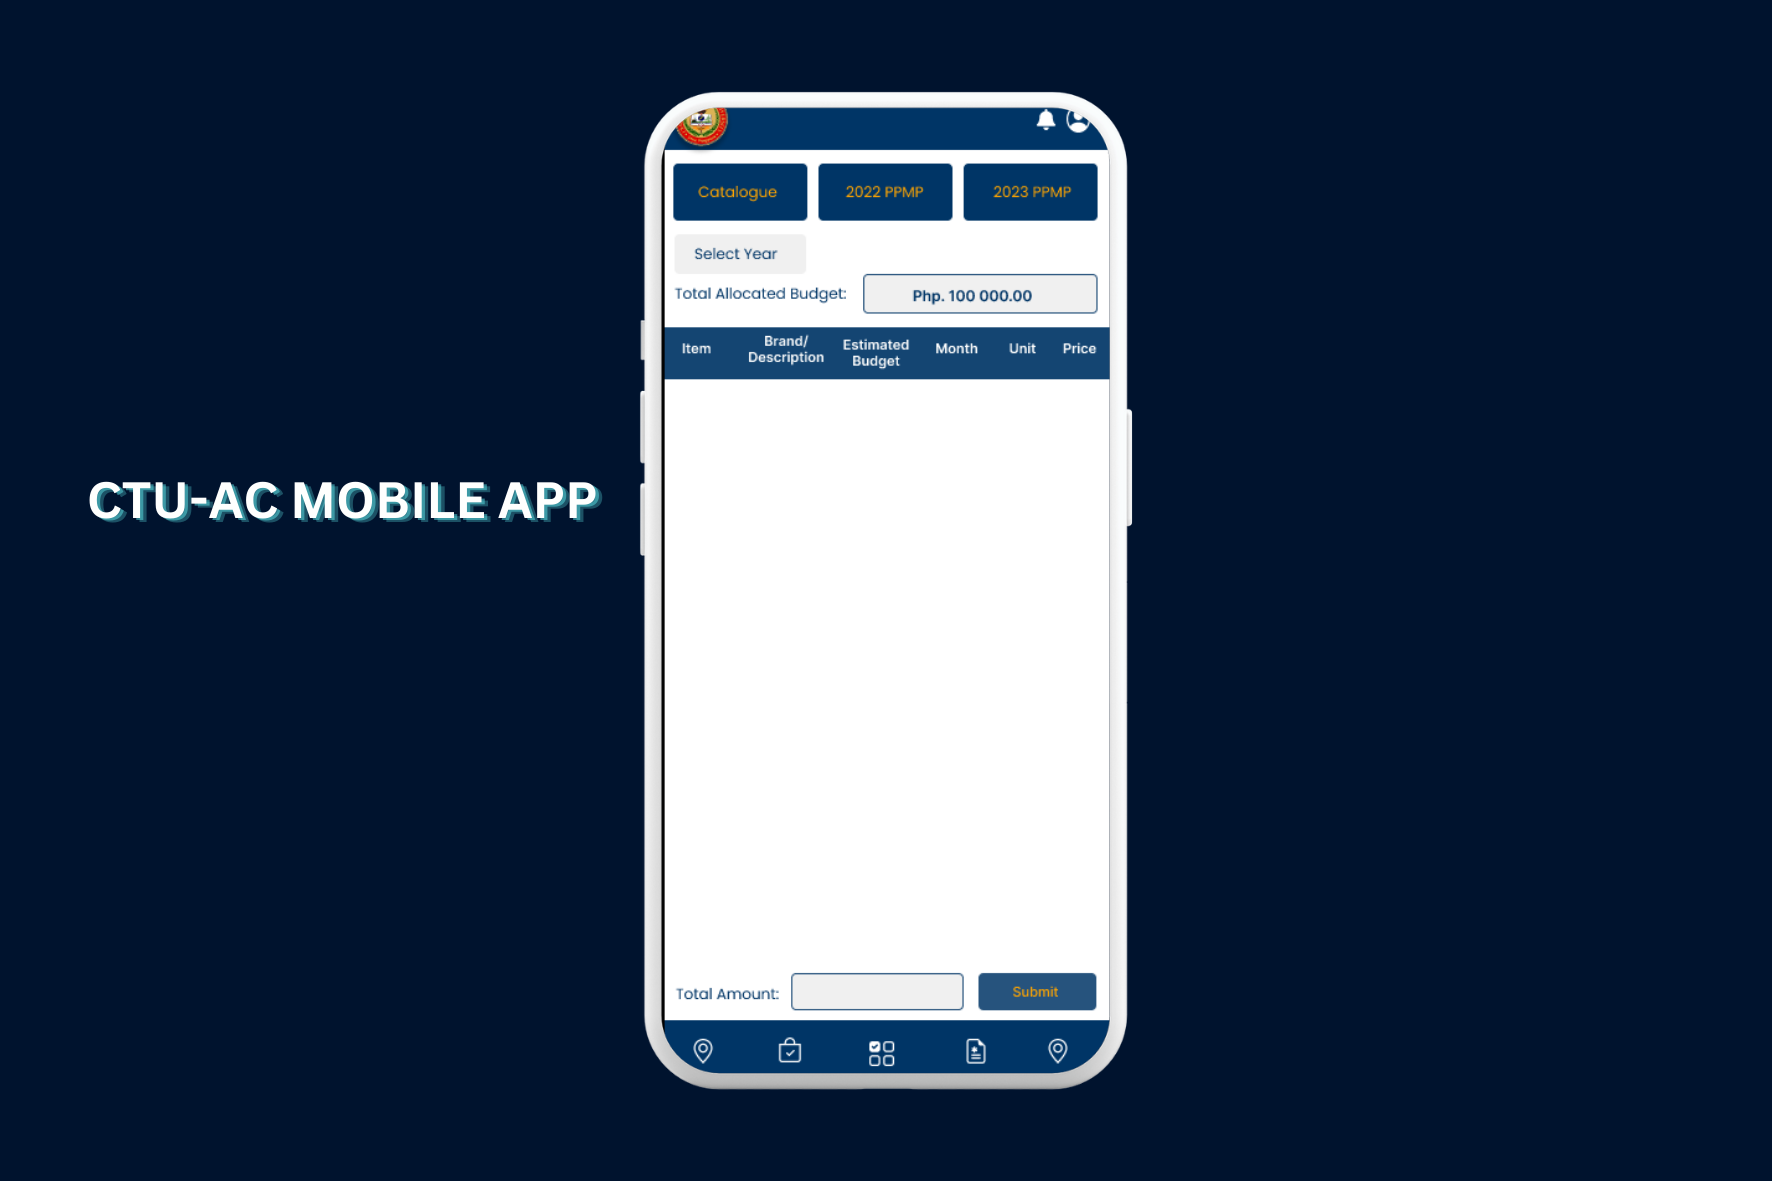 CTU-AC MOBILE APP
Catalogue
2022 PPMP
2023 PPMP
Select Year
Total Allocated Budget:
Php. 100 000.00
Item
Brand/
Description
Estimated
Budget
Month
Unit
Price
Total Amount:
Submit